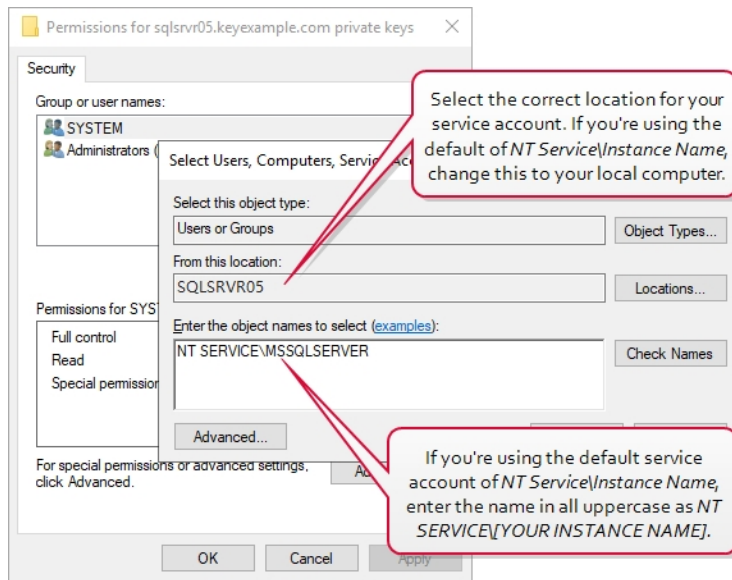 Permissions for sqlsrvr05.keyexample.com private keys
Security
Group or user names:
SYSTEM
Administrators (
Select Users, Computers, Service Acc
Select this object type:
Users or Groups
Object Types...
From this location:
SQLSRVR05
Locations...
Enter the object names to select (examples):
NT SERVICE\MSSQLSERVER
Check Names
Advanced...
Permissions for SYS
Full control
Read
Special permission
For special permissions or advanced settings,
click Advanced.
OK
Cancel
Apply
Select the correct location for your
service account. If you're using the
default of NT Service\Instance Name,
change this to your local computer.
If you're using the default service
account of NT Service\Instance Name,
enter the name in all uppercase as NT
SERVICE\[YOUR INSTANCE NAME].